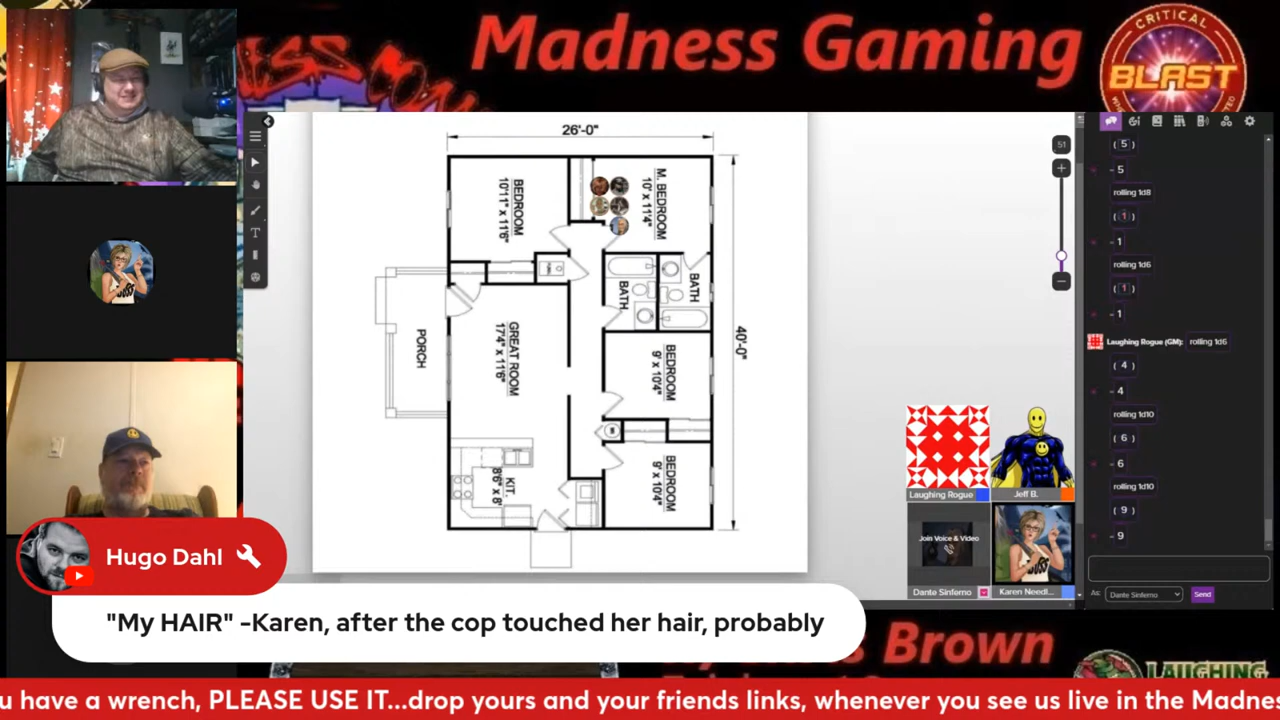 Madness Gaming
CRITICAL
BLAST
26'-0"
BEDROOM
10'11" x 11'6"
M. BEDROOM
10' x 11'4"
BATH
BATH
40'-0"
PORCH
GREAT ROOM
17'4" x 11'6"
BEDROOM
9' x 10'4"
KIT.
8'6" x 8'
BEDROOM
9' x 10'4"
51
( 5 )
= 5
rolling 1d8
( 1 )
= 1
rolling 1d6
( 1 )
= 1
Laughing Rogue (GM): rolling 1d6
( 4 )
= 4
rolling 1d10
( 6 )
= 6
rolling 1d10
( 9 )
= 9
Laughing Rogue
Jeff B.
Join Voice & Video
Dante Sinferno
Karen Needl...
As: Dante Sinferno
Send
Hugo Dahl
"My HAIR" -Karen, after the cop touched her hair, probably
Brown
LAUGHING
u have a wrench, PLEASE USE IT...drop yours and your friends links, whenever you see us live in the Madnes